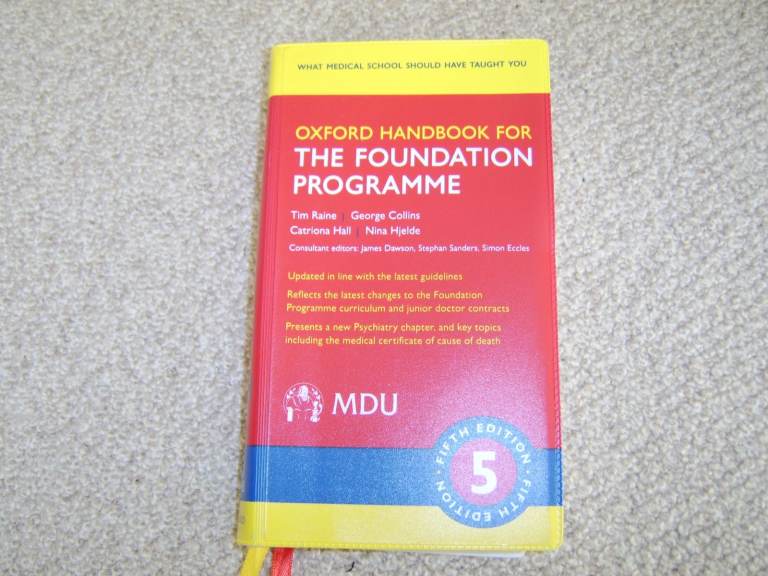 WHAT MEDICAL SCHOOL SHOULD HAVE TAUGHT YOU
OXFORD HANDBOOK FOR
THE FOUNDATION
PROGRAMME
Tim Raine | George Collins
Catriona Hall | Nina Hjelde
Consultant editors: James Dawson, Stephan Sanders, Simon Eccles
Updated in line with the latest guidelines
Reflects the latest changes to the Foundation
Programme curriculum and junior doctor contracts
Presents a new Psychiatry chapter, and key topics
including the medical certificate of cause of death
MDU
FIFTH EDITION · FIFTH EDITION ·
5